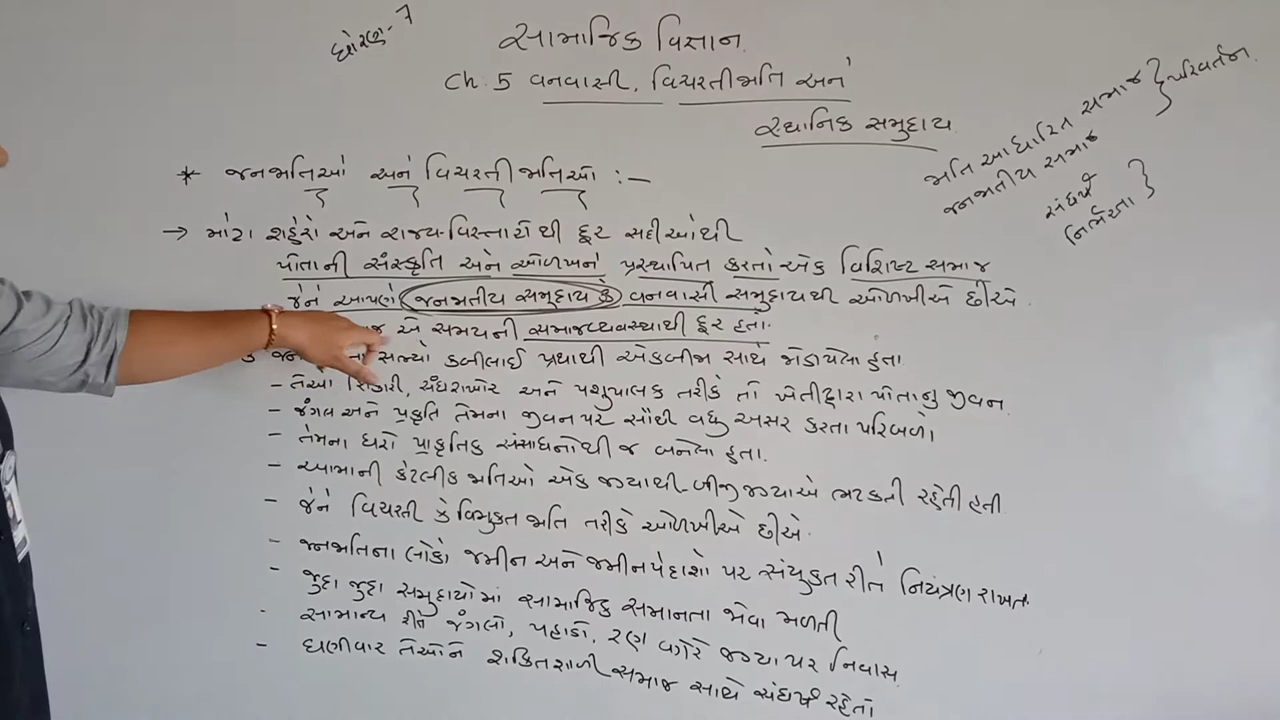 ધોરણ - 7
સામાજિક વિજ્ઞાન
Ch. 5 વનવાસી, વિચરતીજાતિ અને
સ્થાનિક સમુદાય
જાતિ આધારિત સમાજ } પરિવર્તન
જનજાતીય સમાજ
સંઘર્ષ }
નિર્ભરતા
* જનજાતિઓ અને વિચરતી જાતિઓ :-
→ મોટા શહેરો અને રાજ્ય-વિસ્તારોથી દૂર સદીઓથી
પોતાની સંસ્કૃતિ અને ઓળખને પ્રસ્થાપિત કરતો એક વિશિષ્ટ સમાજ
જેને આપણે જનજાતીય સમુદાય કે વનવાસી સમુદાયથી ઓળખીએ છીએ.
એ સમયની સમાજવ્યવસ્થાથી દૂર હતાં.
સભ્યો કબીલાઈ પ્રથાથી એકબીજા સાથે જોડાયેલા હતા
- તેઓ શિકારી, સંઘરાખોર અને પશુપાલક તરીકે તો ખેતીદ્વારા પોતાનુ જીવન
- જંગલ અને પ્રકૃતિ તેમના જીવન પર સૌથી વધુ અસર કરતા પરિબળો
- તેમના ઘરો પ્રાકૃતિક સંસાધનોથી જ બનેલા હતા.
- આમાની કેટલીક જાતિઓ એક જગ્યાથી-બીજી જગ્યાએ ભટકતી રહેતી હતી
- જેને વિચરતી કે વિમુક્ત જાતિ તરીકે ઓળખીએ છીએ.
- જનજાતિના લોકો જમીન અને જમીન પેદાશો પર સંયુક્ત રીતે નિયંત્રણ રાખતા
- જુદા જુદા સમુદાયોમાં સામાજિક સમાનતા જોવા મળતી
- સામાન્ય રીતે જંગલો, પહાડો, રણ વગેરે જગ્યા પર નિવાસ
- ઘણીવાર તેઓને શક્તિશાળી સમાજ સાથે સંઘર્ષ રહેતો